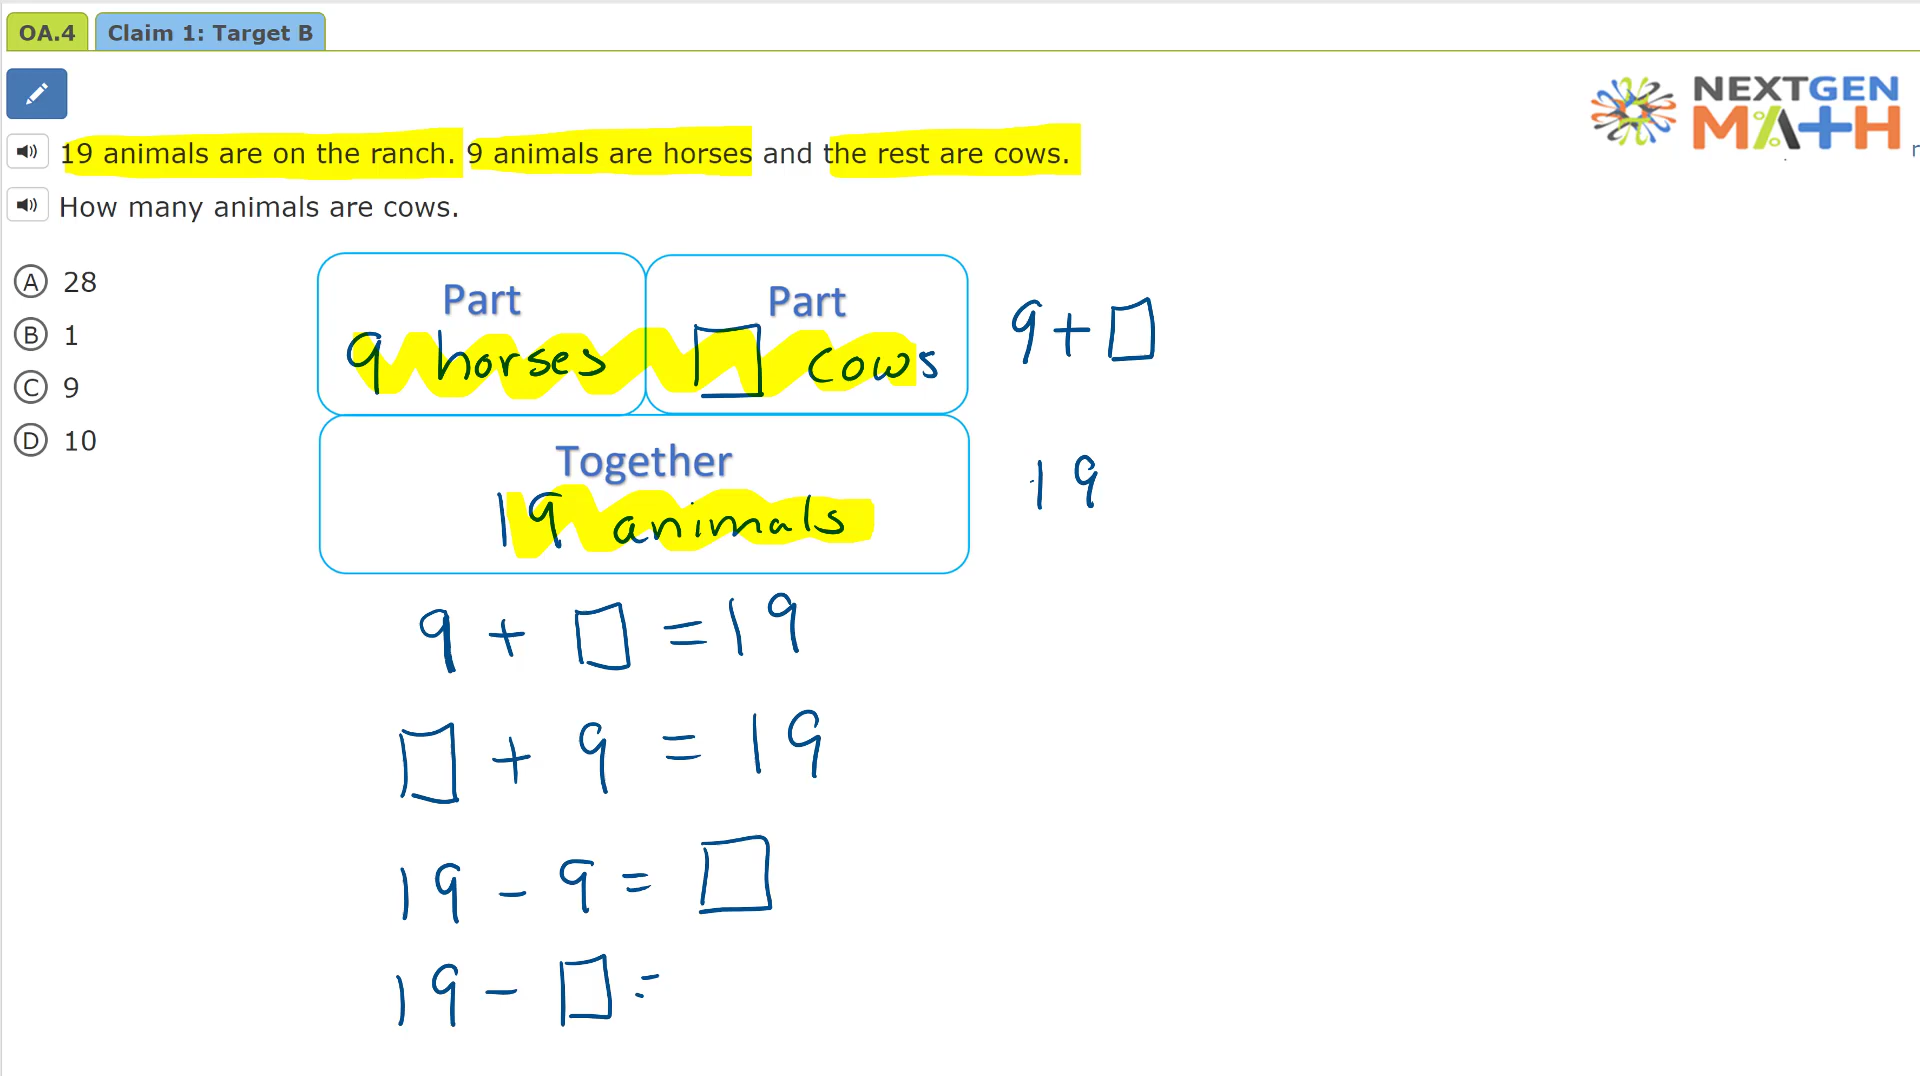 OA.4 Claim 1: Target B
NEXTGEN
MATH
19 animals are on the ranch. 9 animals are horses and the rest are cows.
r
How many animals are cows.
A 28
B 1
C 9
D 10
Part Part
9 horses □ cows
9 + □
Together
19 animals
19
9 + □ = 19
□ + 9 = 19
19 - 9 = □
19 - □ =